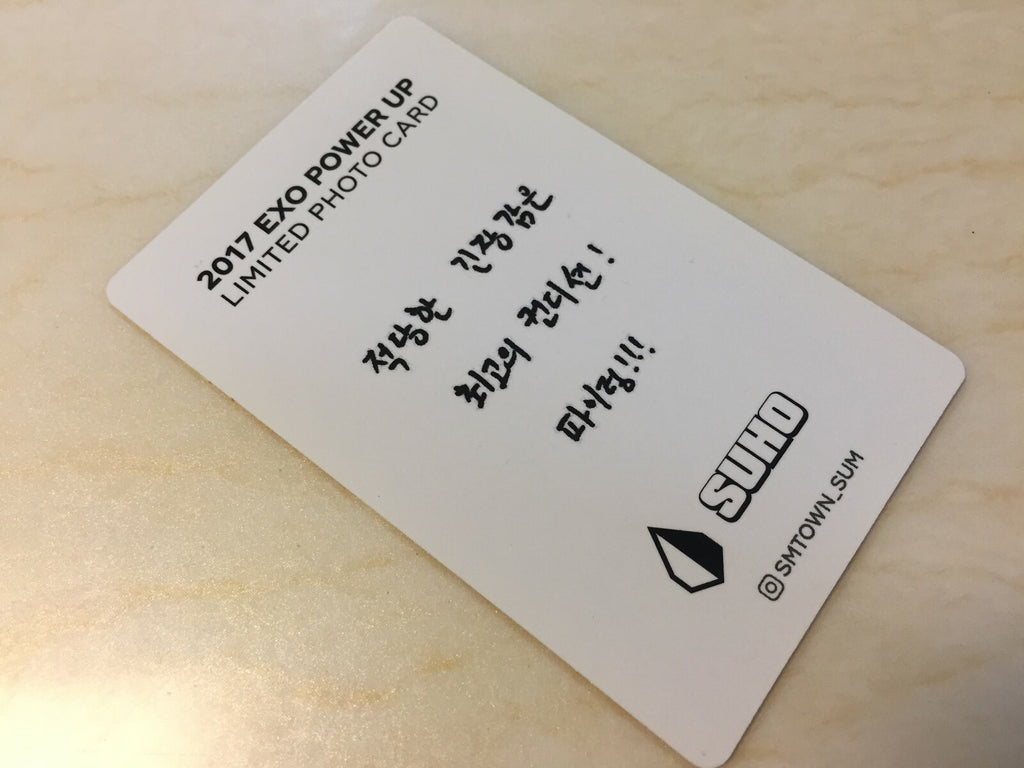 2017 EXO POWER UP
LIMITED PHOTO CARD
적당한 긴장감은
최고의 컨디션!
파이링!!!
SUHO
SMTOWN_SUM